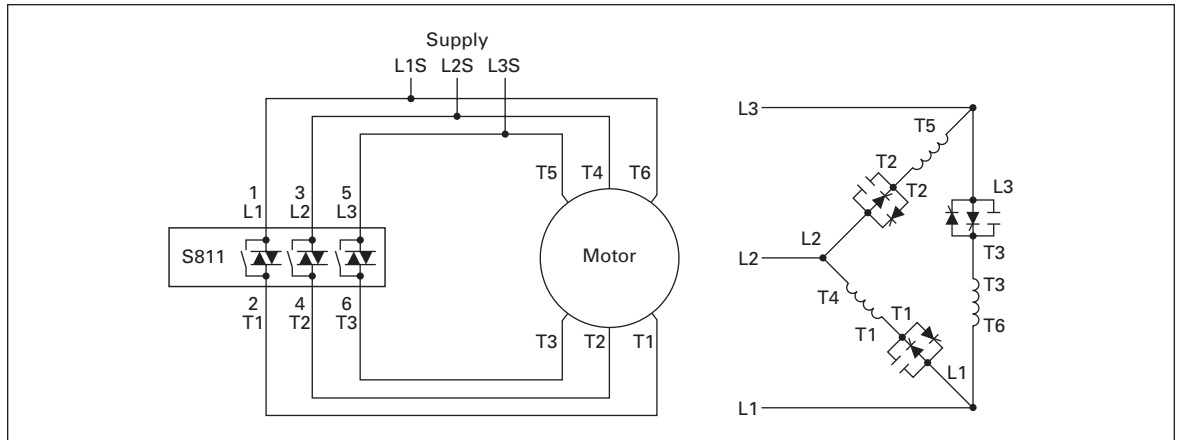 Supply
L1S L2S L3S
T5 T4 T6
1 3 5
L1 L2 L3
S811
Motor
2 4 6
T1 T2 T3
T3 T2 T1
L3
T5
T2
T2
L3
L2
L2
T3
T4
T1
T3
T1
T6
L1
L1